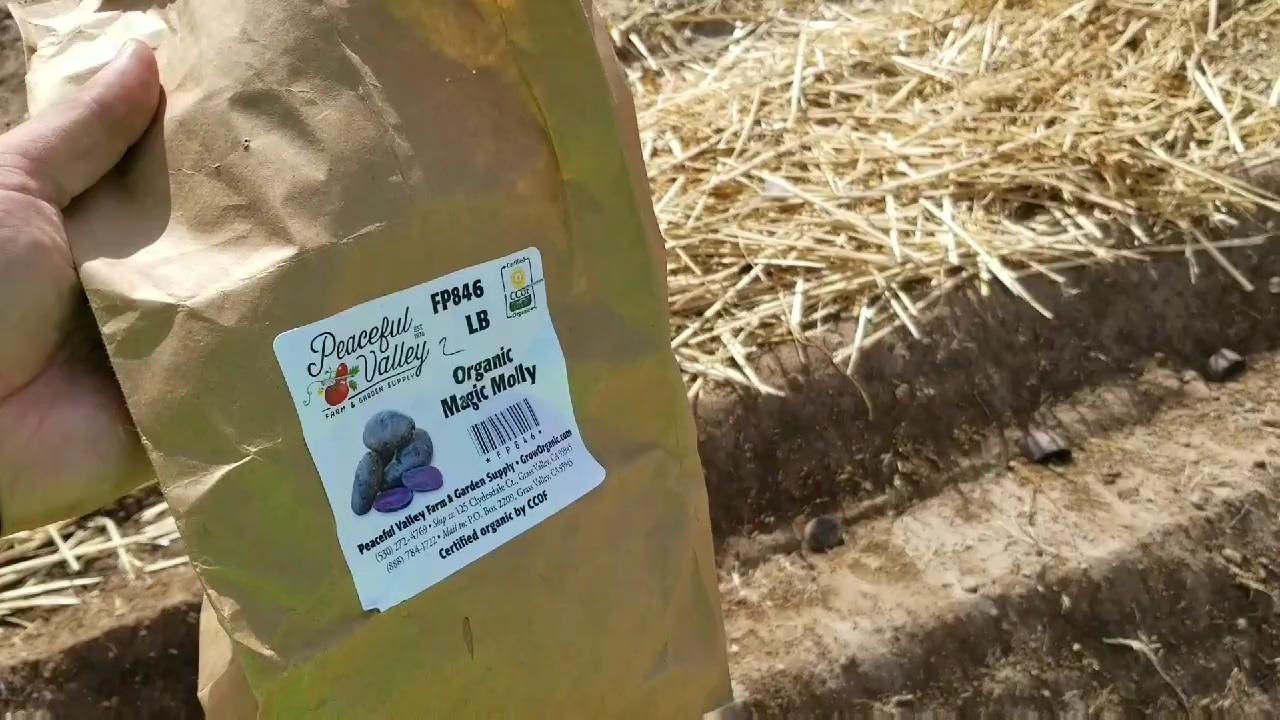 Peaceful
Valley
EST
1976
FARM & GARDEN SUPPLY
FP846
2 LB
Certified
CCOF
Organic
Organic
Magic Molly
*FP846*
Peaceful Valley Farm & Garden Supply • GrowOrganic.com
(530) 272-4769 • Ship to: 125 Clydesdale Ct., Grass Valley, CA 95945
(888) 784-1722 • Mail to: P.O. Box 2209, Grass Valley, CA 95945
Certified organic by CCOF